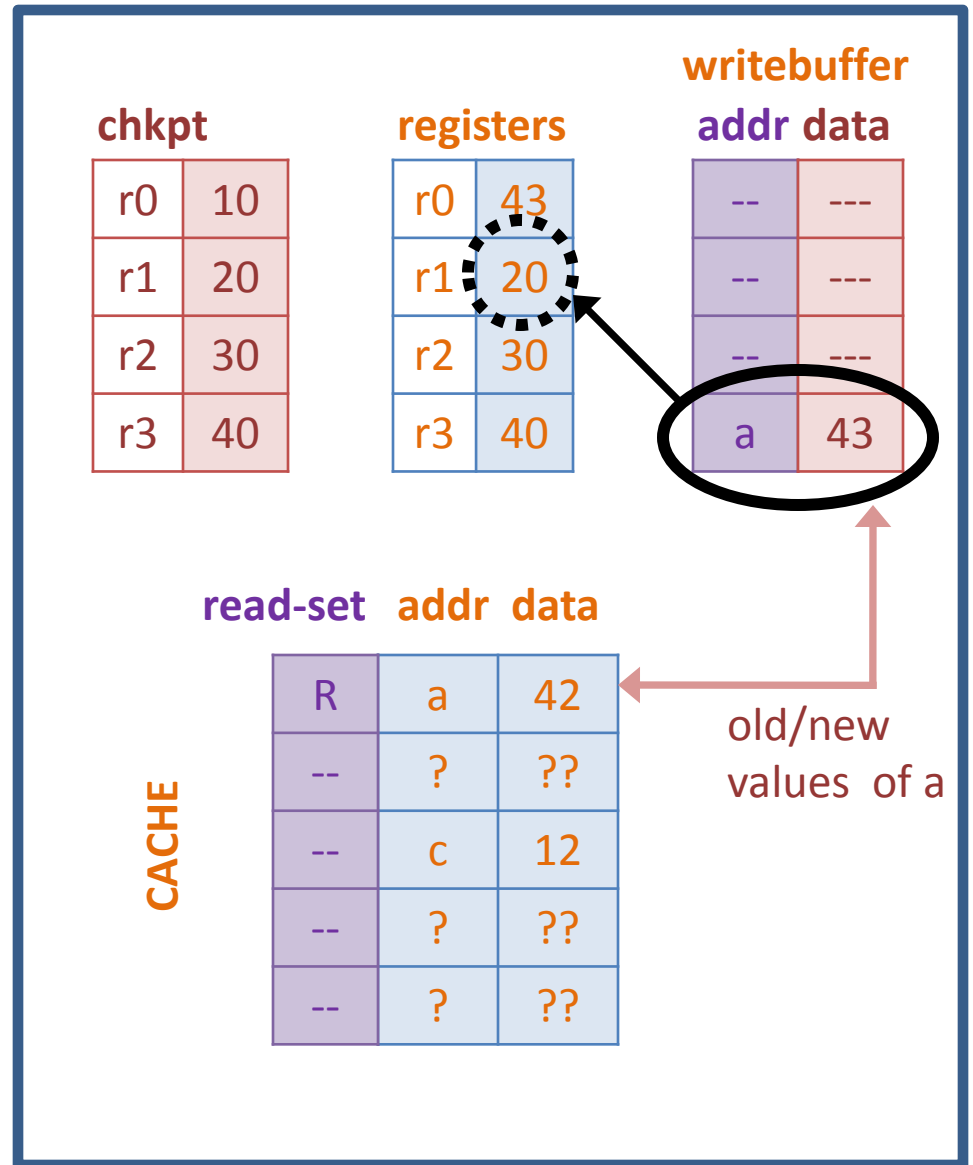 writebuffer
chkpt registers addr data
r0 10 r0 43 -- ---
r1 20 r1 20 -- ---
r2 30 r2 30 -- ---
r3 40 r3 40 a 43
read-set addr data
R a 42
old/new
values of a
-- ? ??
-- c 12
-- ? ??
-- ? ??
CACHE